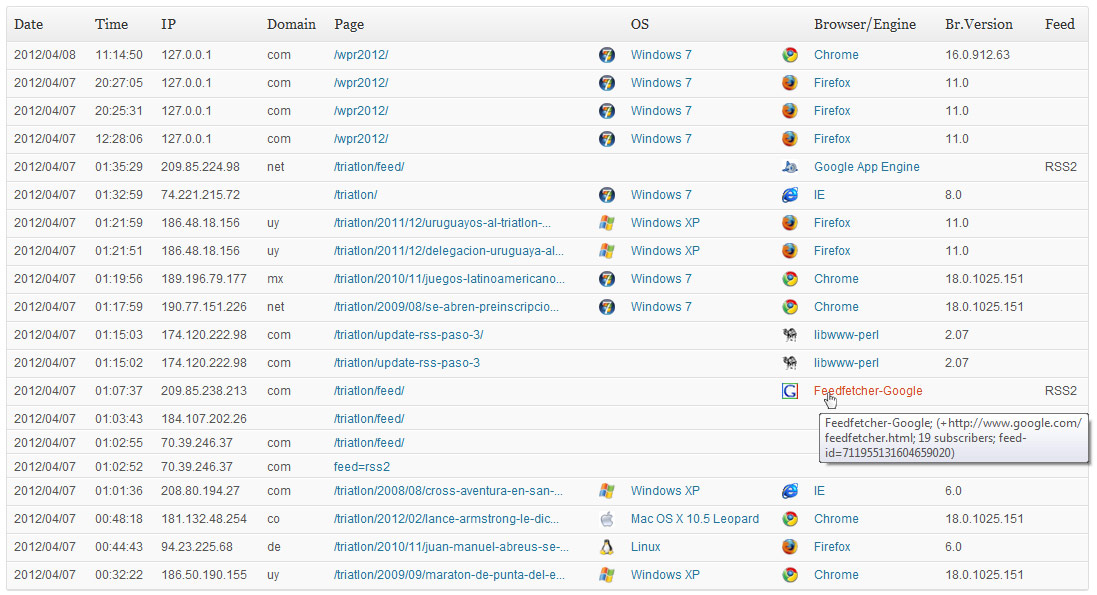 Date Time IP Domain Page OS Browser/Engine Br.Version Feed
2012/04/08 11:14:50 127.0.0.1 com /wpr2012/ Windows 7 Chrome 16.0.912.63
2012/04/07 20:27:05 127.0.0.1 com /wpr2012/ Windows 7 Firefox 11.0
2012/04/07 20:25:31 127.0.0.1 com /wpr2012/ Windows 7 Firefox 11.0
2012/04/07 12:28:06 127.0.0.1 com /wpr2012/ Windows 7 Firefox 11.0
2012/04/07 01:35:29 209.85.224.98 net /triatlon/feed/ Google App Engine RSS2
2012/04/07 01:32:59 74.221.215.72 /triatlon/ Windows 7 IE 8.0
2012/04/07 01:21:59 186.48.18.156 uy /triatlon/2011/12/uruguayos-al-triatlon-... Windows XP Firefox 11.0
2012/04/07 01:21:51 186.48.18.156 uy /triatlon/2011/12/delegacion-uruguaya-al... Windows XP Firefox 11.0
2012/04/07 01:19:56 189.196.79.177 mx /triatlon/2010/11/juegos-latinoamericano... Windows 7 Chrome 18.0.1025.151
2012/04/07 01:17:59 190.77.151.226 net /triatlon/2009/08/se-abren-preinscripcio... Windows 7 Chrome 18.0.1025.151
2012/04/07 01:15:03 174.120.222.98 com /triatlon/update-rss-paso-3/ libwww-perl 2.07
2012/04/07 01:15:02 174.120.222.98 com /triatlon/update-rss-paso-3 libwww-perl 2.07
2012/04/07 01:07:37 209.85.238.213 com /triatlon/feed/ G Feedfetcher-Google RSS2
2012/04/07 01:03:43 184.107.202.26 /triatlon/feed/
Feedfetcher-Google; (+http://www.google.com/
feedfetcher.html; 19 subscribers; feed-
id=711955131604659020)
2012/04/07 01:02:55 70.39.246.37 com /triatlon/feed/
2012/04/07 01:02:52 70.39.246.37 com feed=rss2
2012/04/07 01:01:36 208.80.194.27 com /triatlon/2008/08/cross-aventura-en-san-... Windows XP IE 6.0
2012/04/07 00:48:18 181.132.48.254 co /triatlon/2012/02/lance-armstrong-le-dic... Mac OS X 10.5 Leopard Chrome 18.0.1025.151
2012/04/07 00:44:43 94.23.225.68 de /triatlon/2010/11/juan-manuel-abreus-se-... Linux Firefox 6.0
2012/04/07 00:32:22 186.50.190.155 uy /triatlon/2009/09/maraton-de-punta-del-e... Windows XP Chrome 18.0.1025.151